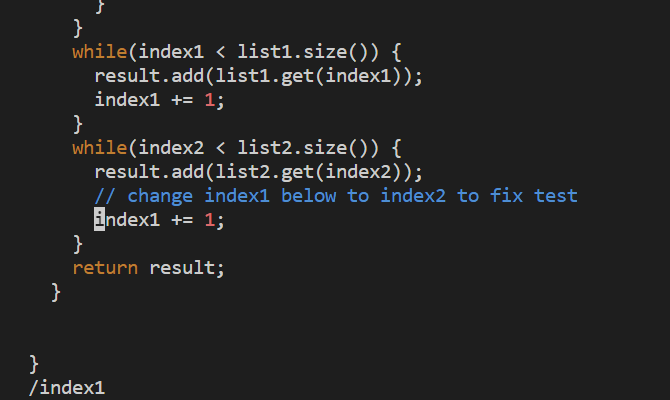 }
}
while(index1 < list1.size()) {
result.add(list1.get(index1));
index1 += 1;
}
while(index2 < list2.size()) {
result.add(list2.get(index2));
// change index1 below to index2 to fix test
index1 += 1;
}
return result;
}
}
/index1